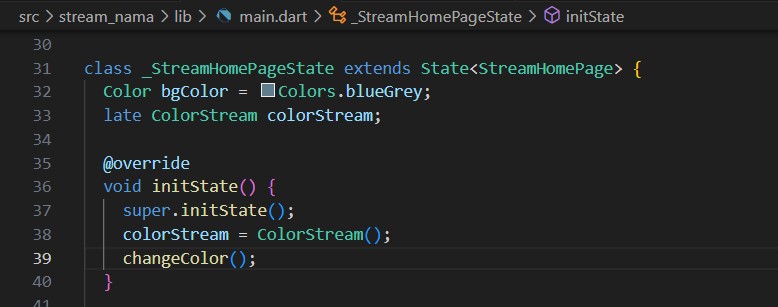 src > stream_nama > lib > main.dart > _StreamHomePageState > initState
30
31 class _StreamHomePageState extends State<StreamHomePage> {
32   Color bgColor = Colors.blueGrey;
33   late ColorStream colorStream;
34
35   @override
36   void initState() {
37     super.initState();
38     colorStream = ColorStream();
39     changeColor();
40   }
41